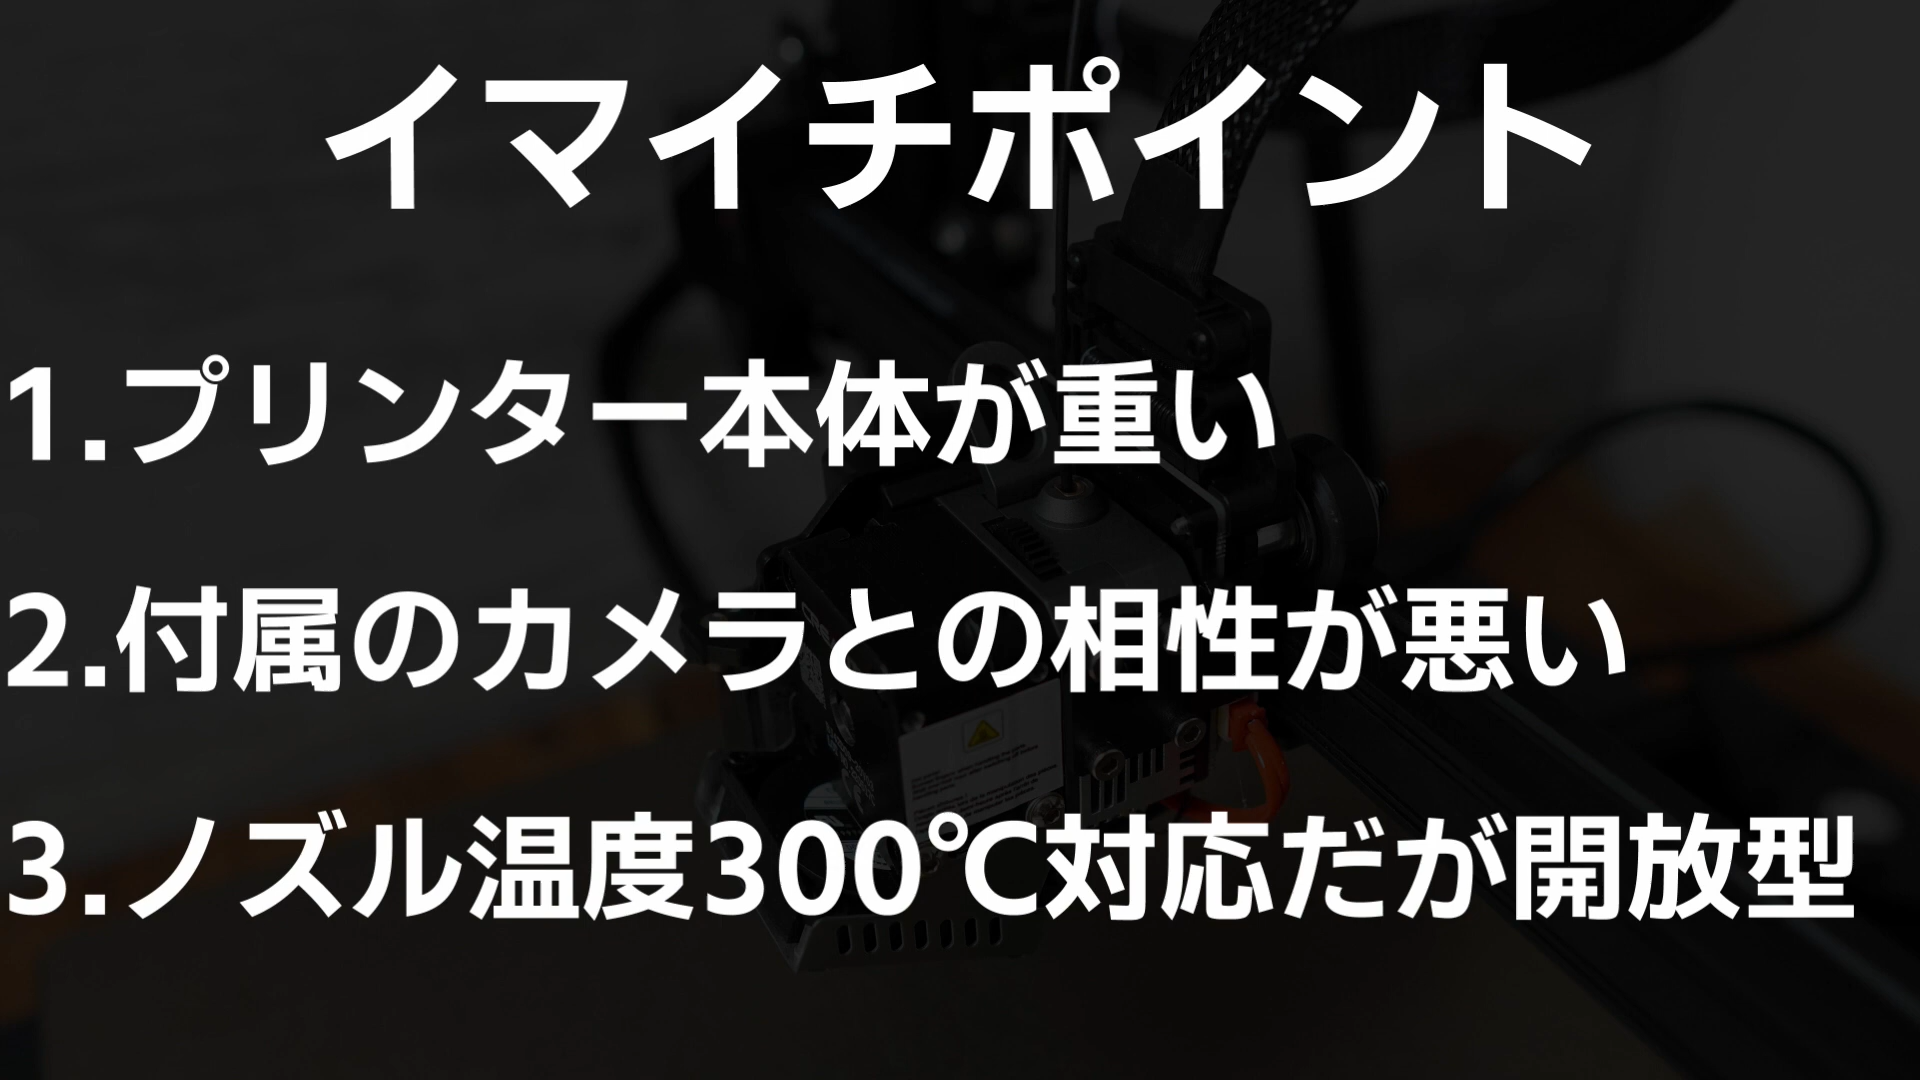 イマイチポイント
1.プリンター本体が重い
2.付属のカメラとの相性が悪い
3.ノズル温度300℃対応だが開放型